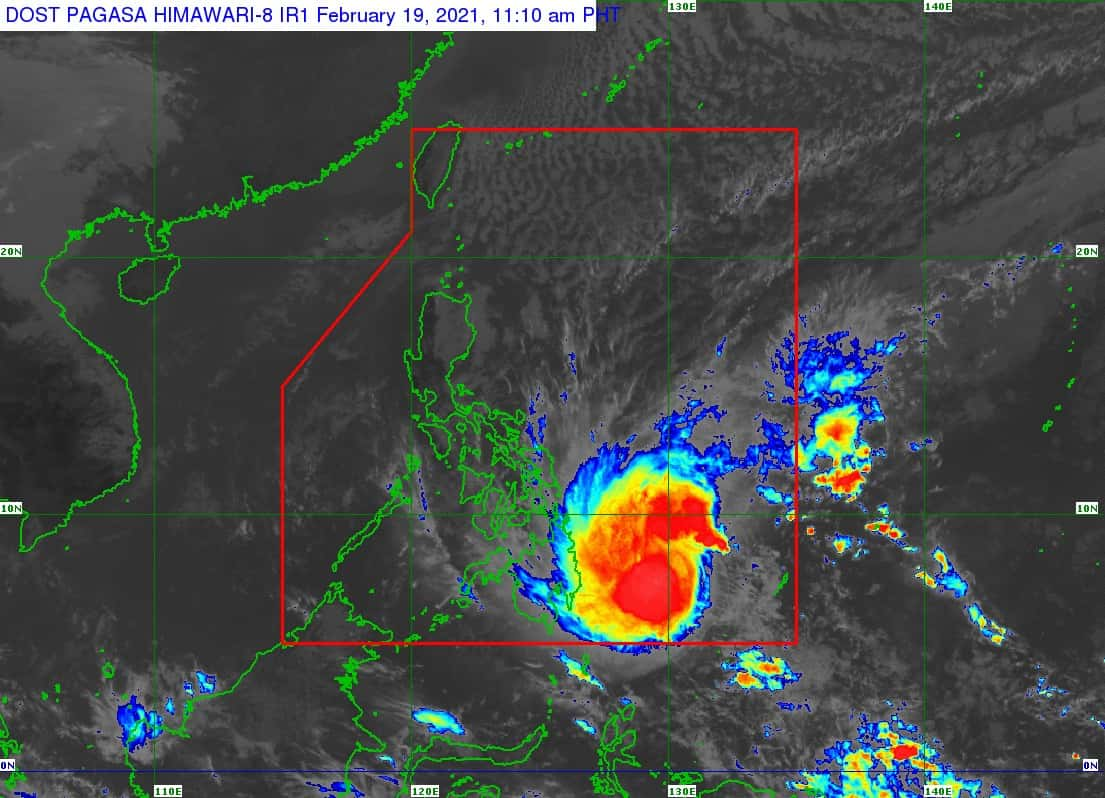 DOST PAGASA HIMAWARI-8 IR1 February 19, 2021, 11:10 am PHT
130E 140E
20N 20N
10N 10N
0N 0N
110E 120E 130E 140E